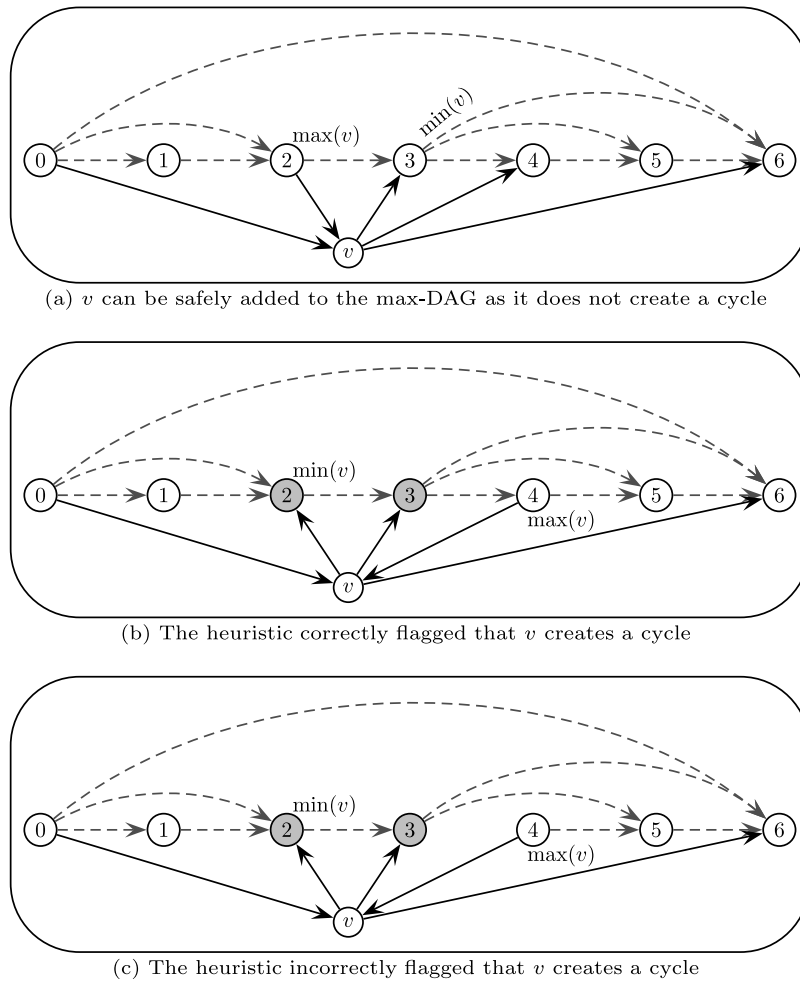 max(v)
min(v)
0 1 2 3 4 5 6
v
(a) v can be safely added to the max-DAG as it does not create a cycle
min(v)
0 1 2 3 4 5 6
max(v)
v
(b) The heuristic correctly flagged that v creates a cycle
min(v)
0 1 2 3 4 5 6
max(v)
v
(c) The heuristic incorrectly flagged that v creates a cycle